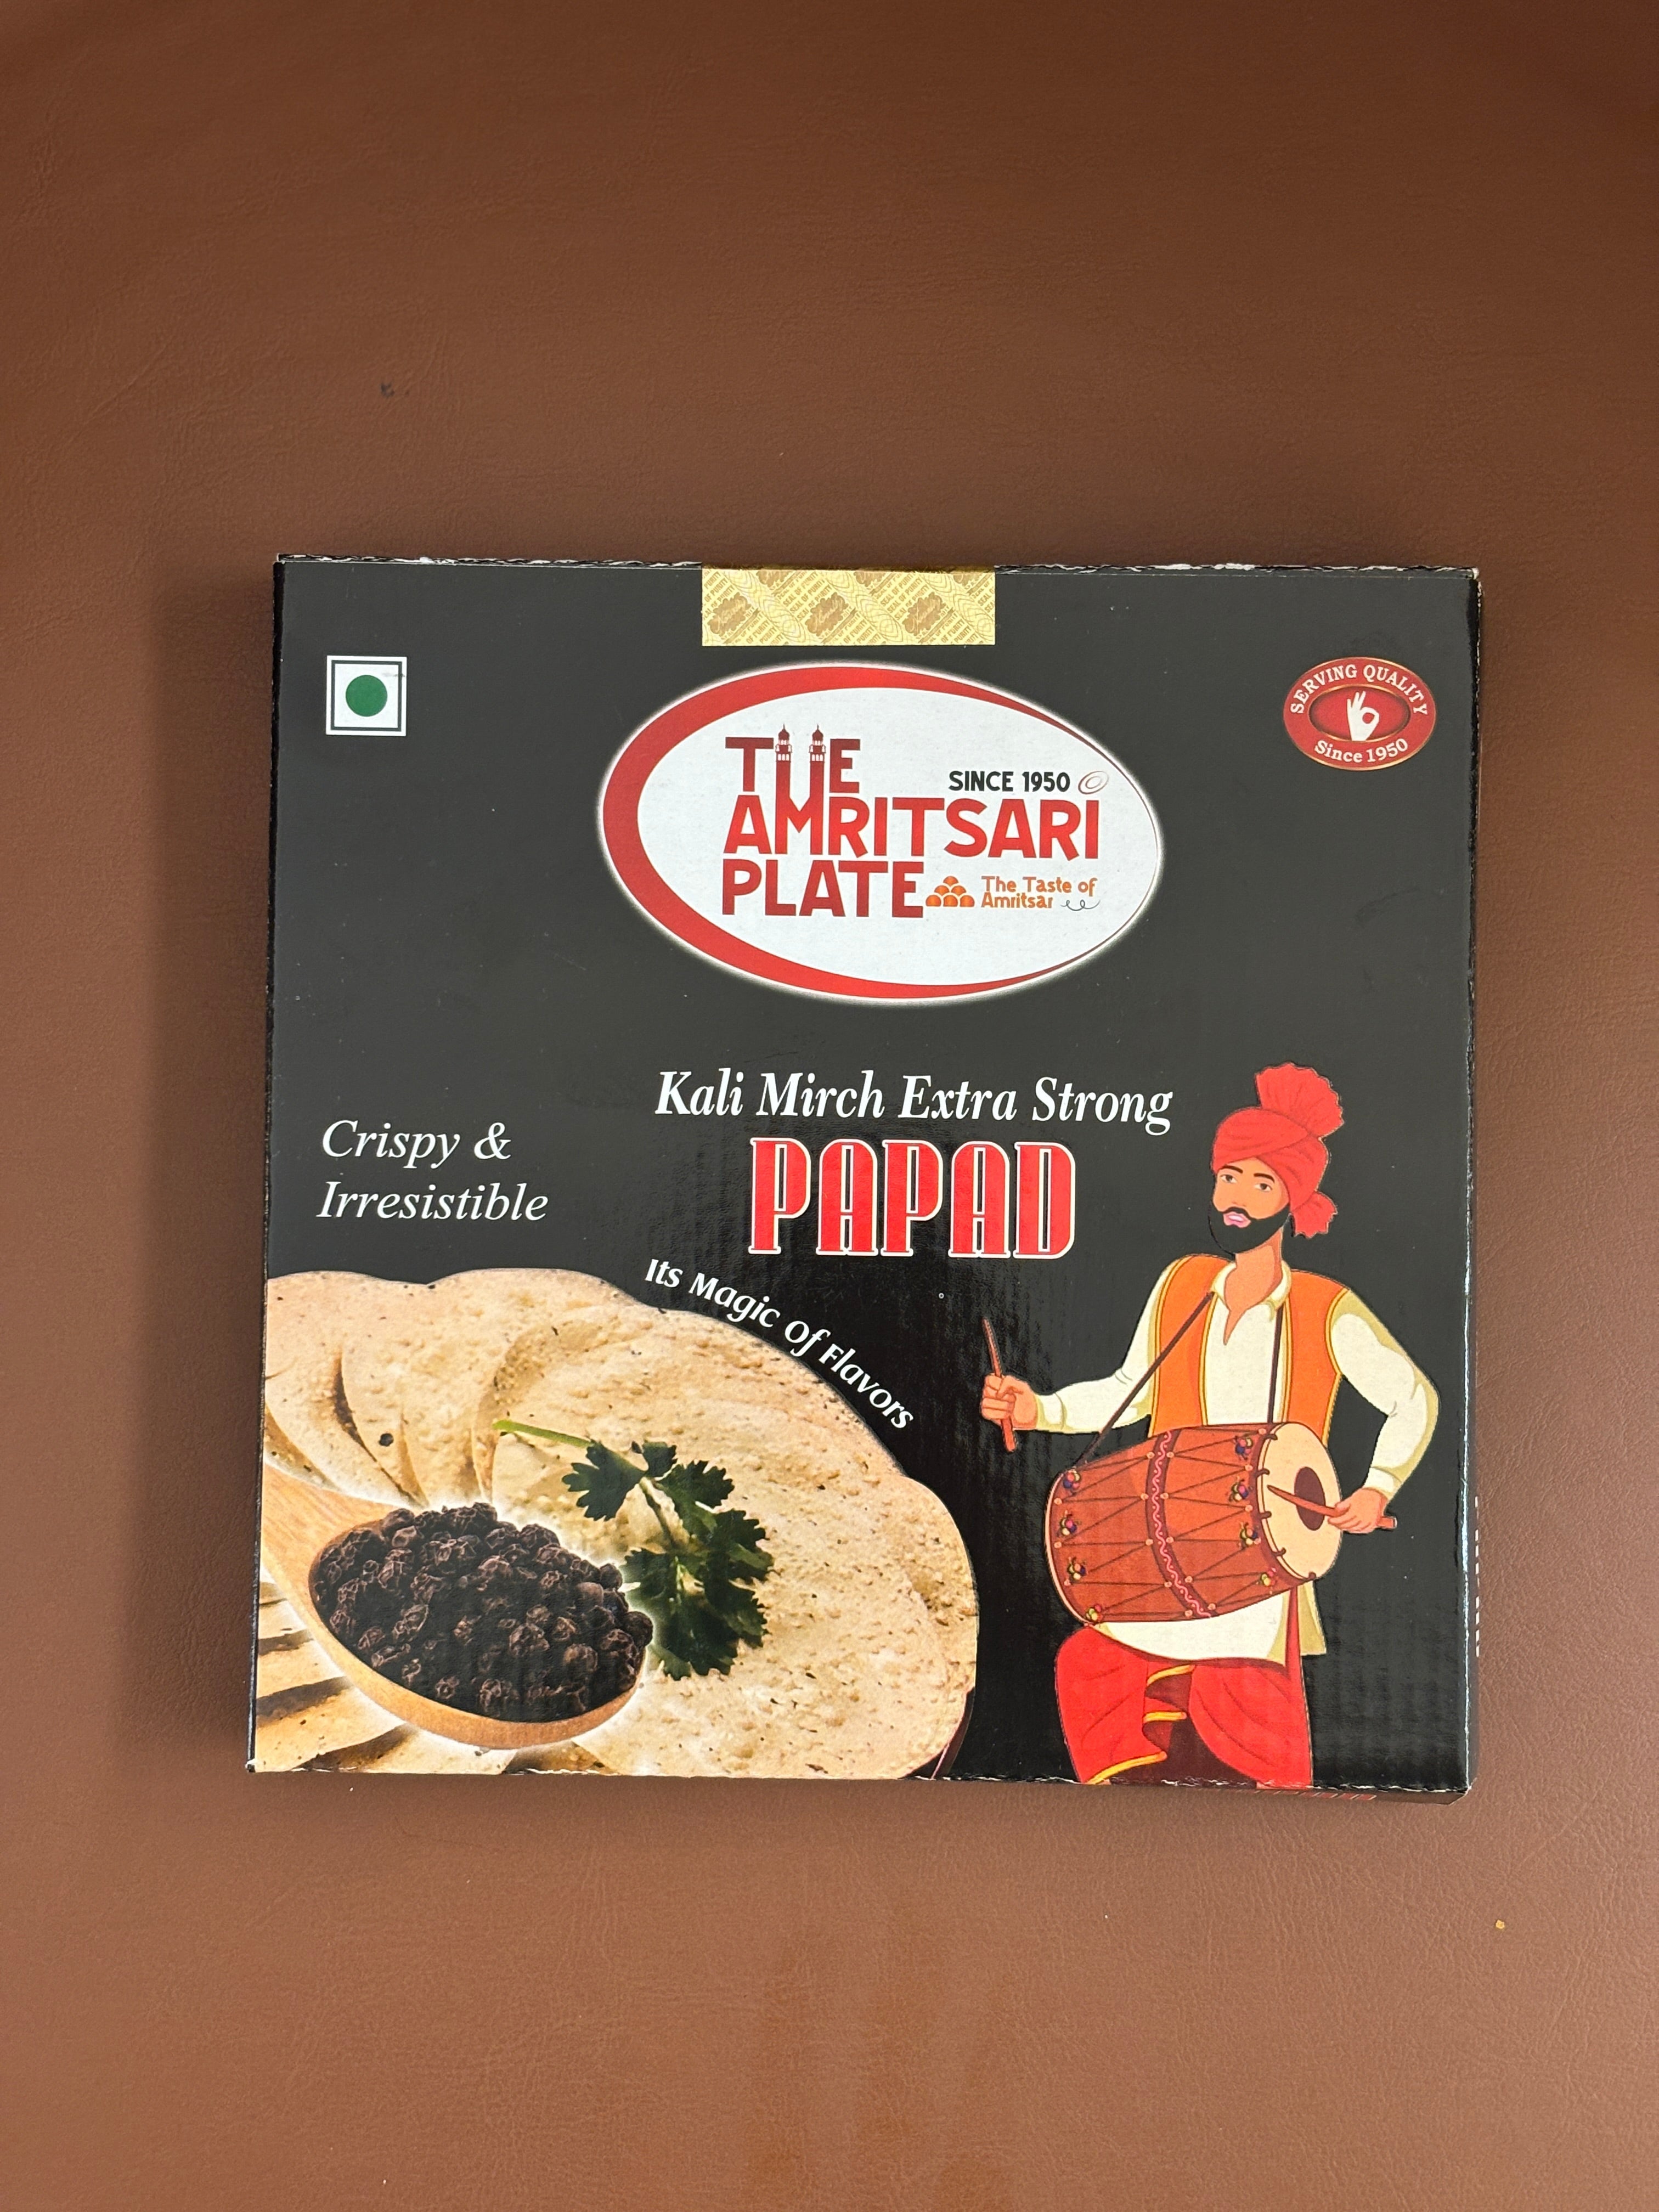 SERVING QUALITY
Since 1950
THE
SINCE 1950
AMRITSARI
PLATE
The Taste of
Amritsar
Kali Mirch Extra Strong
PAPAD
Crispy &
Irresistible
Its Magic Of Flavors